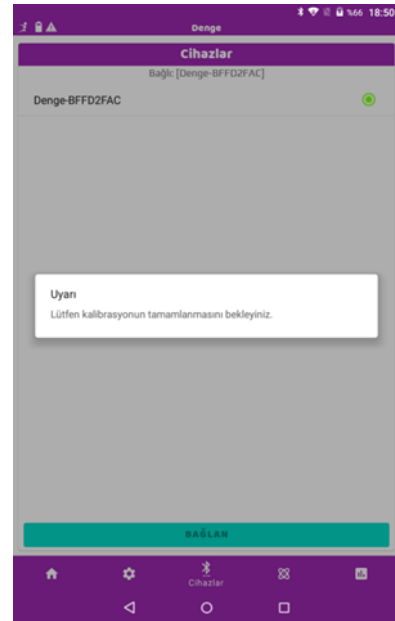 %66 18:50
Denge
Cihazlar
Bağlı: [Denge-BFFD2FAC]
Denge-BFFD2FAC
Uyarı
Lütfen kalibrasyonun tamamlanmasını bekleyiniz.
BAĞLAN
Cihazlar